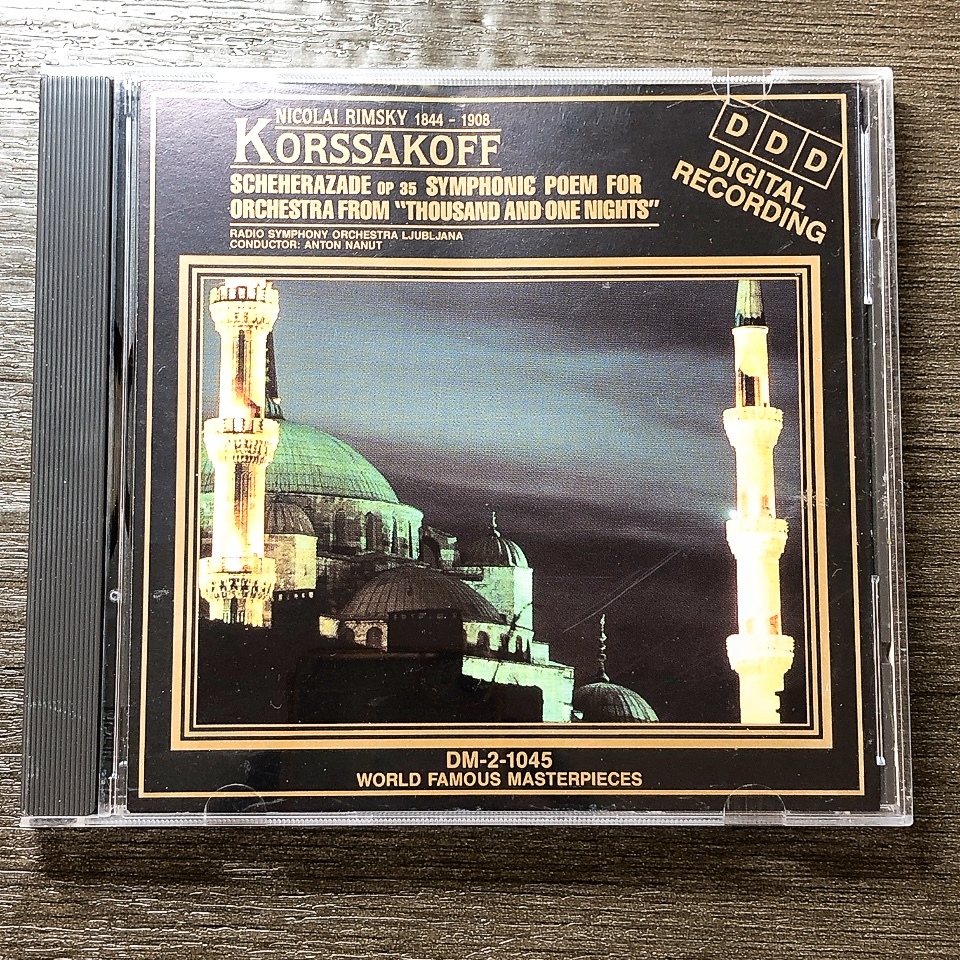 NICOLAI RIMSKY 1844 - 1908
KORSSAKOFF
SCHEHERAZADE OP 35 SYMPHONIC POEM FOR
ORCHESTRA FROM "THOUSAND AND ONE NIGHTS"
RADIO SYMPHONY ORCHESTRA LJUBLJANA
CONDUCTOR: ANTON NANUT
DDD
DIGITAL
RECORDING
DM-2-1045
WORLD FAMOUS MASTERPIECES